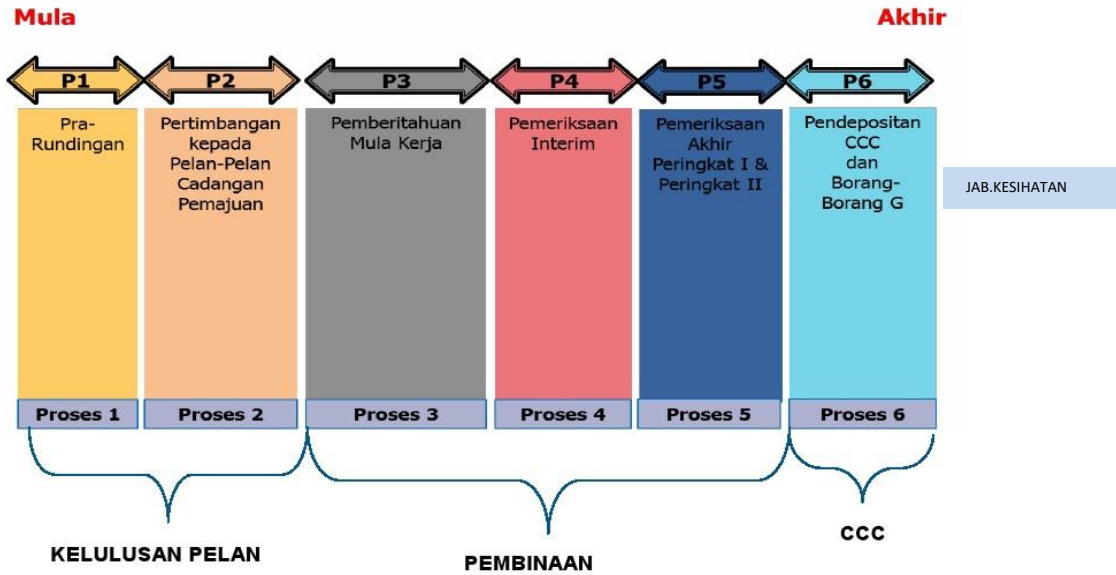 Mula
Akhir
P1
P2
P3
P4
P5
P6
Pra-
Rundingan
Pertimbangan
kepada
Pelan-Pelan
Cadangan
Pemajuan
Pemberitahuan
Mula Kerja
Pemeriksaan
Interim
Pemeriksaan
Akhir
Peringkat I &
Peringkat II
Pendepositan
CCC
dan
Borang-
Borang G
JAB.KESIHATAN
Proses 1
Proses 2
Proses 3
Proses 4
Proses 5
Proses 6
KELULUSAN PELAN
PEMBINAAN
CCC